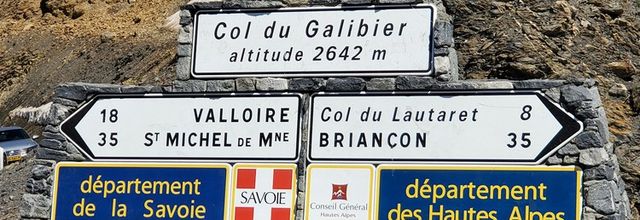 Col du Galibier
altitude 2642 m
18 VALLOIRE
35 ST MICHEL DE MNE
Col du Lautaret 8
BRIANÇON 35
département
de la Savoie
SAVOIE
Conseil Général
Hautes Alpes
département
des Hautes Alpes